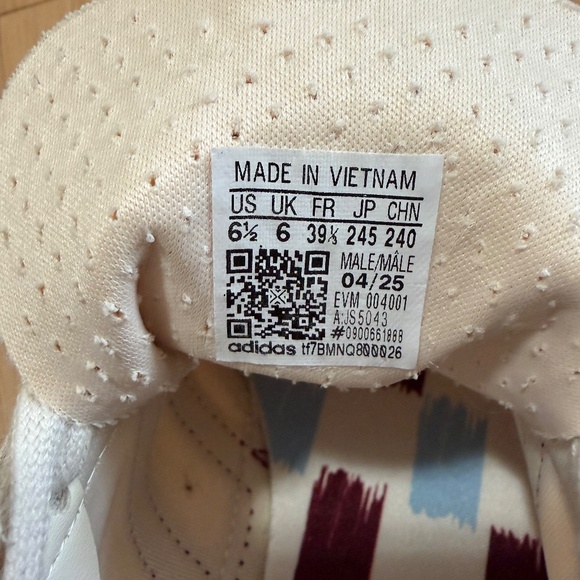 MADE IN VIETNAM
US UK FR JP CHN
6½ 6 39⅓ 245 240
MALE/MÂLE
04/25
EVM 004001
A:JS5043
#0900661888
adidas tf7BMNQ800026